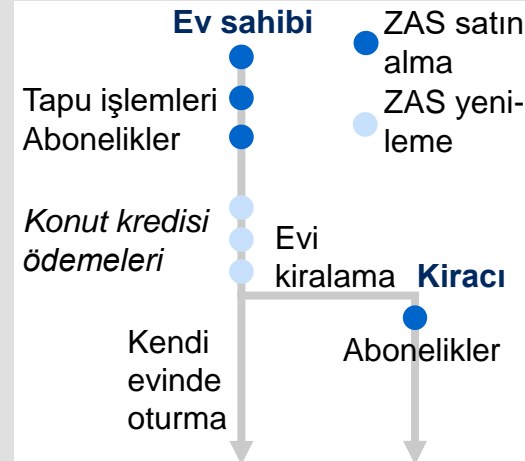 Ev sahibi
ZAS satın
alma
ZAS yeni-
leme
Tapu işlemleri
Abonelikler
Konut kredisi
ödemeleri
Evi
kiralama
Kiracı
Kendi
evinde
oturma
Abonelikler